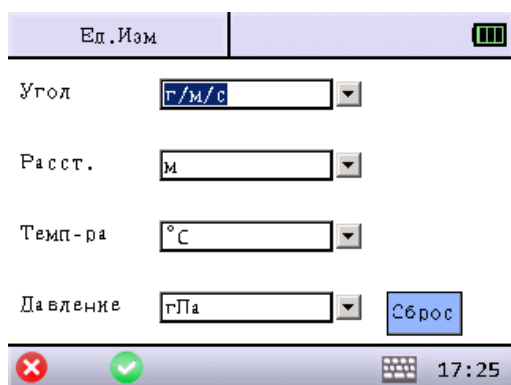 Ед.Изм
Угол г/м/с
Расст. м
Темп-ра °C
Давление гПа
Сброс
17:25